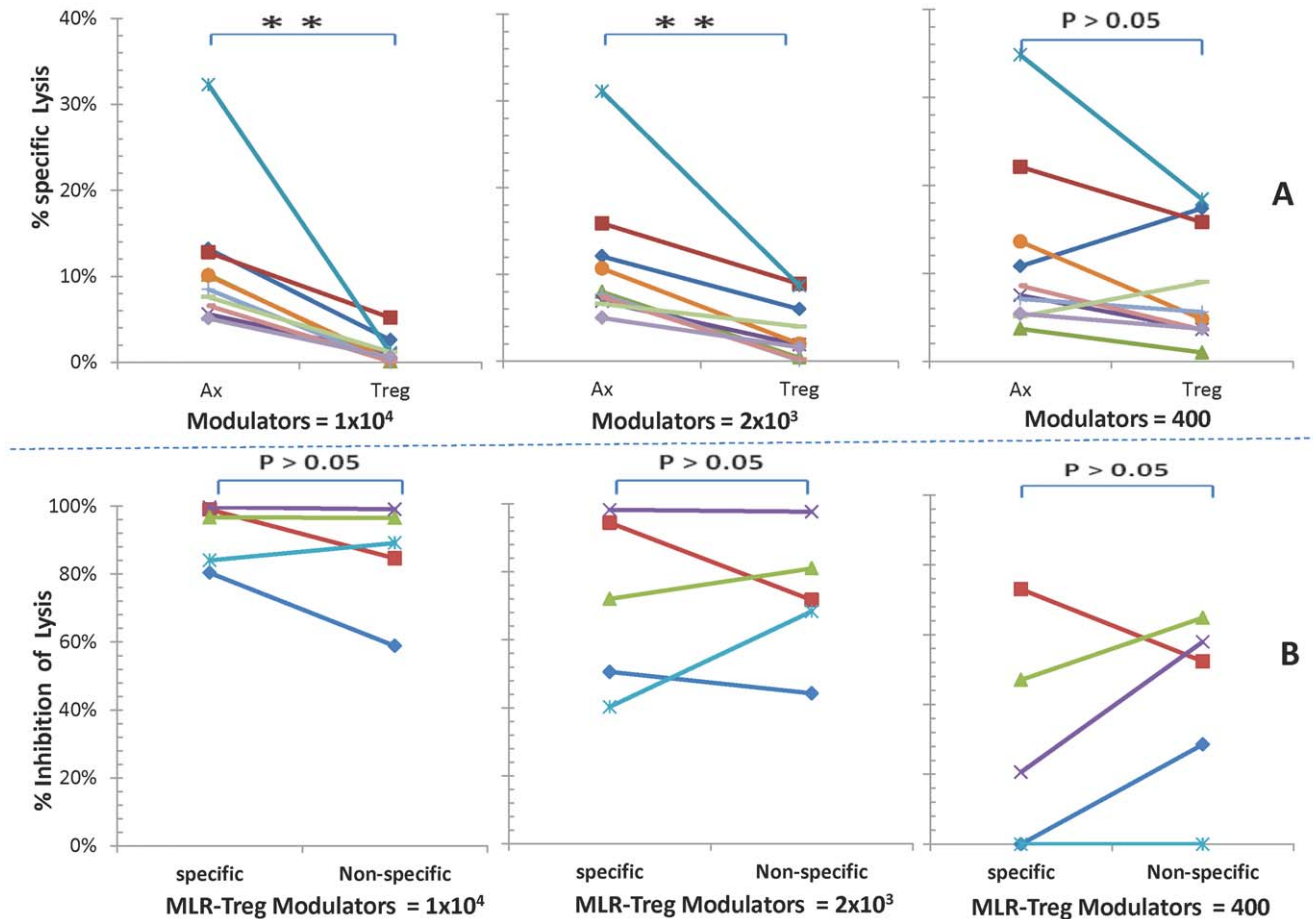 40%
30%
20%
10%
0%
% specific Lysis
* *
* *
P > 0.05
Ax Treg
Modulators = 1x10⁴
Ax Treg
Modulators = 2x10³
Ax Treg
Modulators = 400
A
P > 0.05
P > 0.05
P > 0.05
100%
80%
60%
40%
20%
0%
% Inhibition of Lysis
specific Non-specific
MLR-Treg Modulators = 1x10⁴
specific Non-specific
MLR-Treg Modulators = 2x10³
specific Non-specific
MLR-Treg Modulators = 400
B